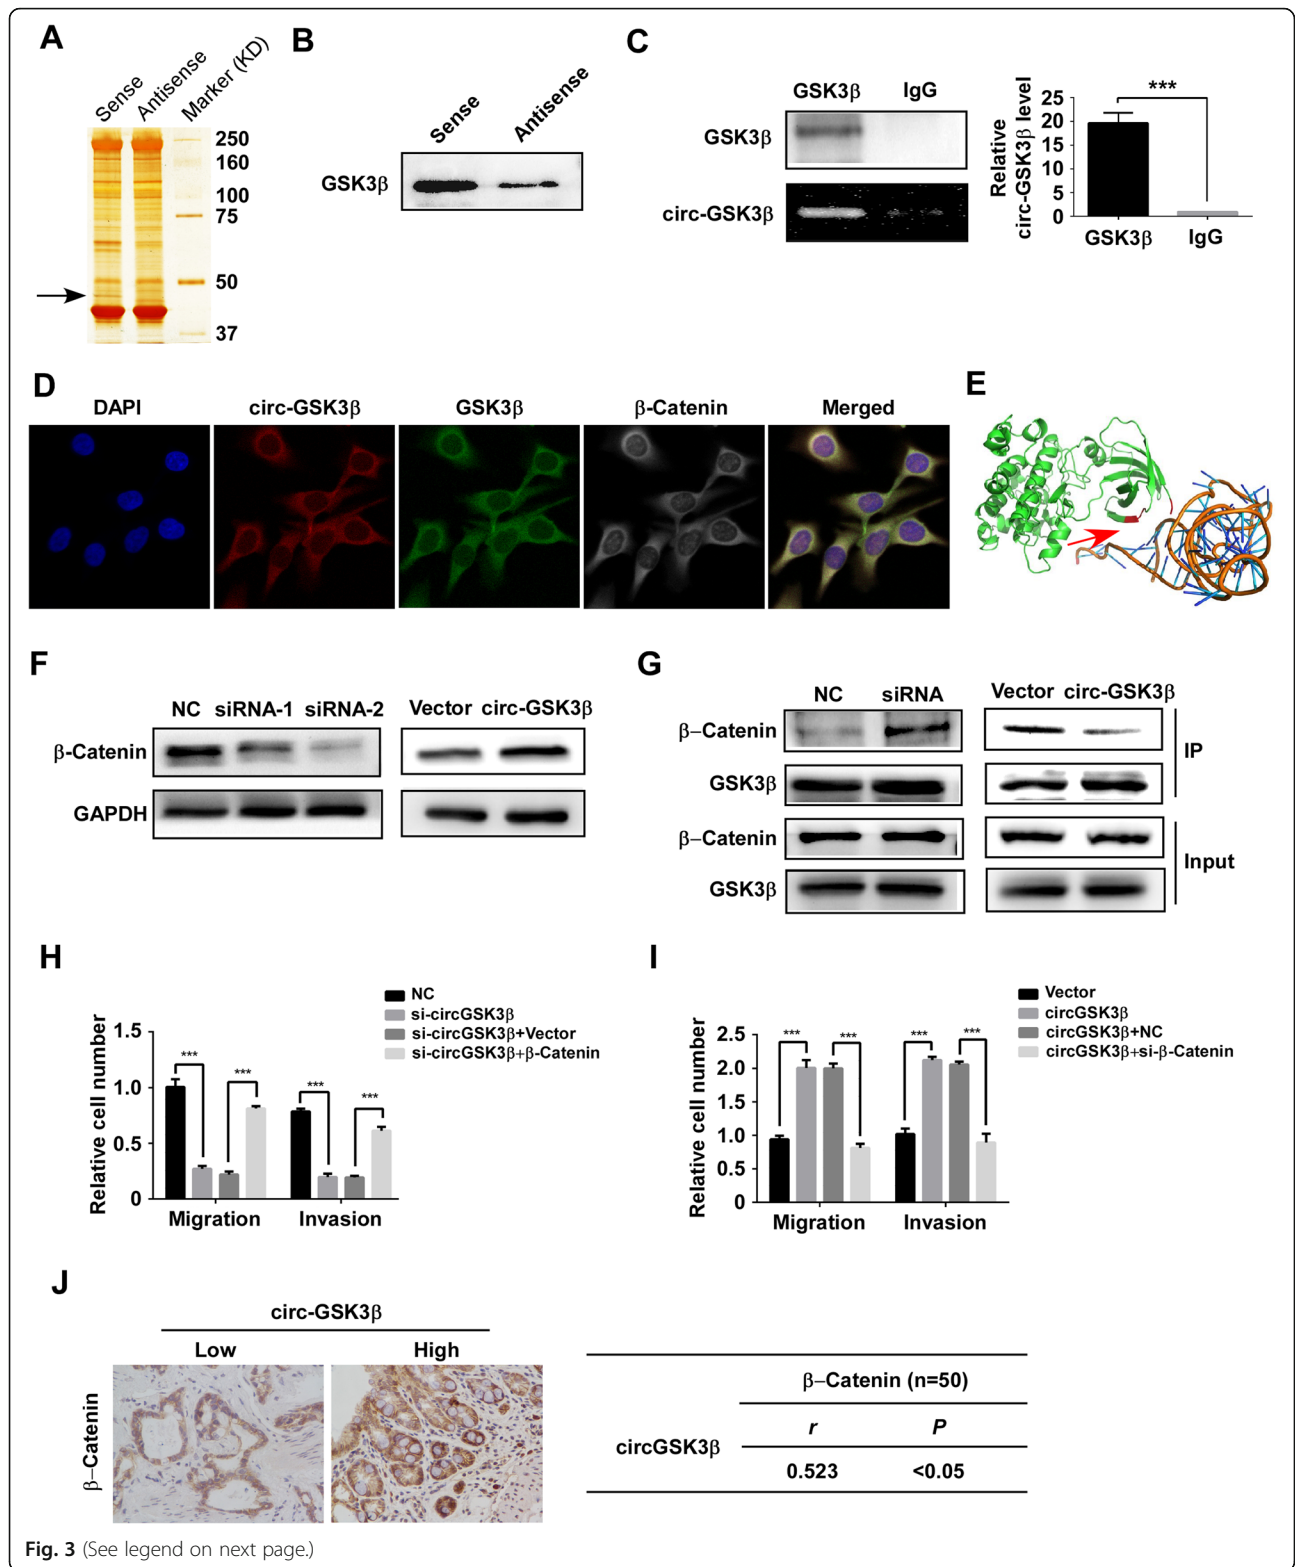 A
Sense
Antisense
Marker (KD)
250
160
100
75
50
37
B
Sense
Antisense
GSK3β
C
GSK3β IgG
GSK3β
circ-GSK3β
Relative
circ-GSK3β level
25
20
15
10
5
0
***
GSK3β IgG
D
DAPI circ-GSK3β GSK3β β-Catenin Merged
E
F
NC siRNA-1 siRNA-2 Vector circ-GSK3β
β-Catenin
GAPDH
G
NC siRNA Vector circ-GSK3β
β−Catenin
GSK3β
IP
β−Catenin
GSK3β
Input
H
NC
si-circGSK3β
si-circGSK3β+Vector
si-circGSK3β+β-Catenin
Relative cell number
1.5
1.0
0.5
0
*** *** *** ***
Migration Invasion
I
Vector
circGSK3β
circGSK3β+NC
circGSK3β+si-β-Catenin
Relative cell number
2.5
2.0
1.5
1.0
0.5
0
*** *** *** ***
Migration Invasion
J
circ-GSK3β
Low High
β−Catenin
β−Catenin (n=50)
r P
circGSK3β
0.523 <0.05
Fig. 3 (See legend on next page.)